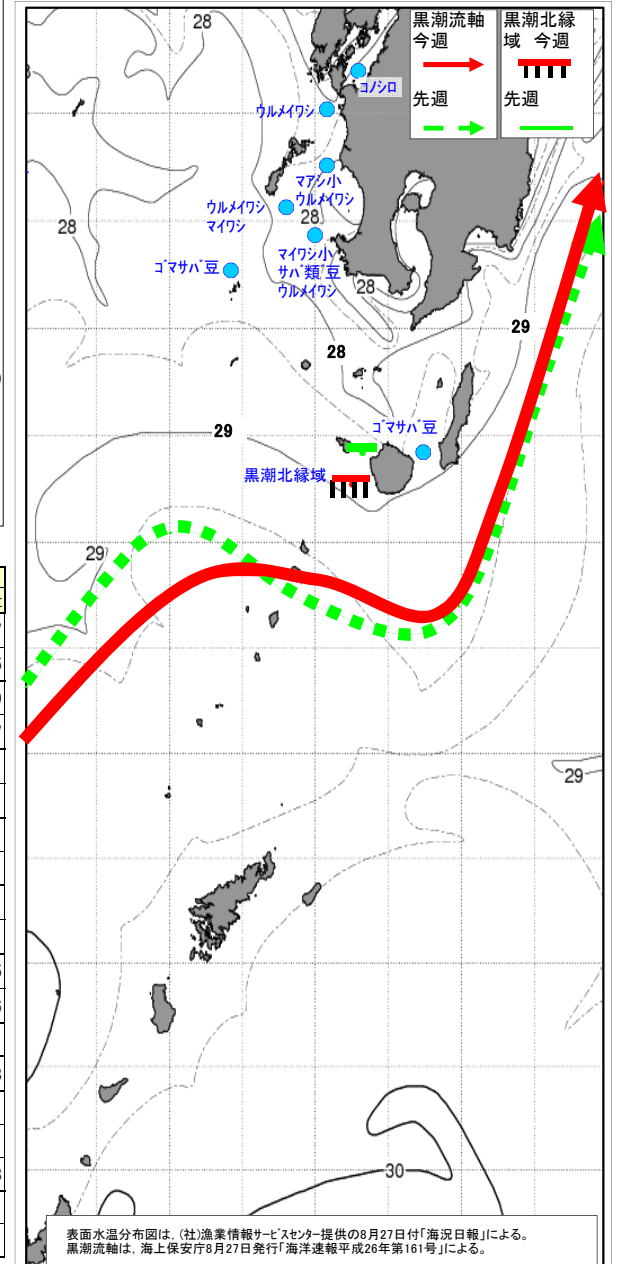 黒潮流軸
今週
先週
黒潮北縁
域 今週
先週
28
コノシロ
ウルメイワシ
マアジ小
ウルメイワシ
28
ウルメイワシ
マイワシ
28
マイワシ小
サバ類豆
ウルメイワシ
ゴマサバ豆
28
29
28
ゴマサバ豆
29
黒潮北縁域
29
29
30
表面水温分布図は，(社)漁業情報サービスセンター提供の8月27日付「海況日報」による。
黒潮流軸は，海上保安庁8月27日発行「海洋速報平成26年第161号」による。